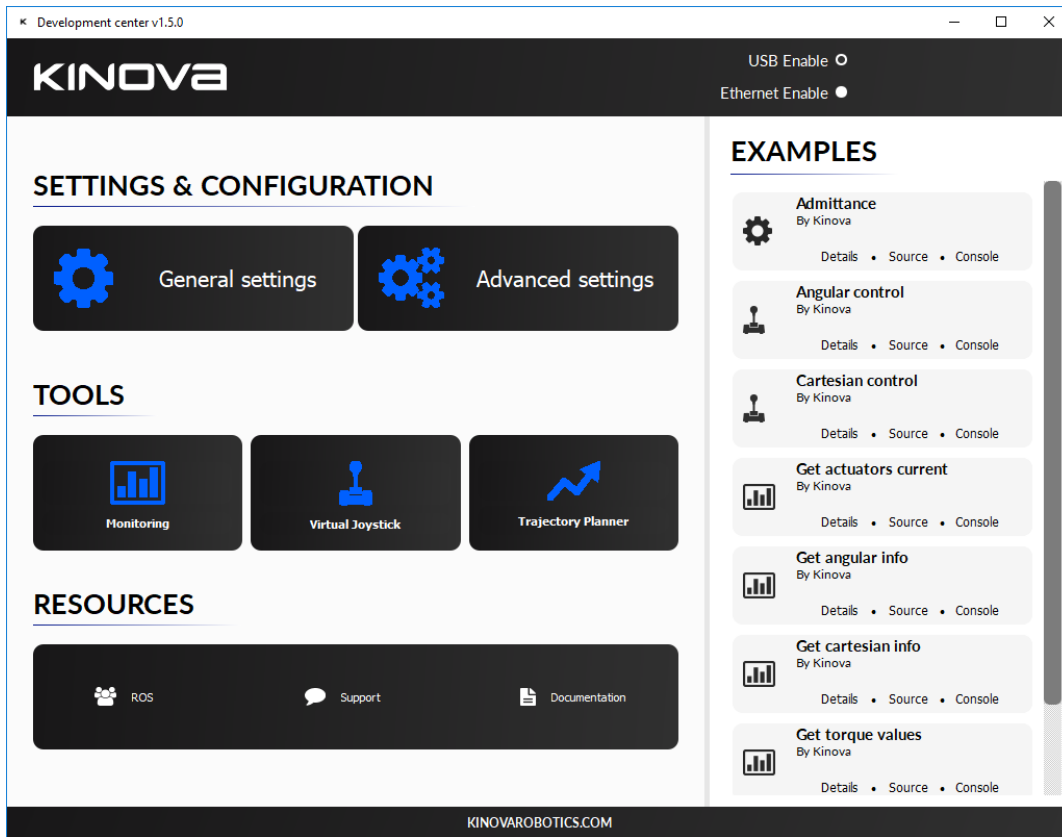 Development center v1.5.0
KINOVA
USB Enable
Ethernet Enable
SETTINGS & CONFIGURATION
General settings
Advanced settings
TOOLS
Monitoring
Virtual Joystick
Trajectory Planner
RESOURCES
ROS
Support
Documentation
EXAMPLES
Admittance
By Kinova
Details • Source • Console
Angular control
By Kinova
Details • Source • Console
Cartesian control
By Kinova
Details • Source • Console
Get actuators current
By Kinova
Details • Source • Console
Get angular info
By Kinova
Details • Source • Console
Get cartesian info
By Kinova
Details • Source • Console
Get torque values
By Kinova
Details • Source • Console
KINOVAROBOTICS.COM